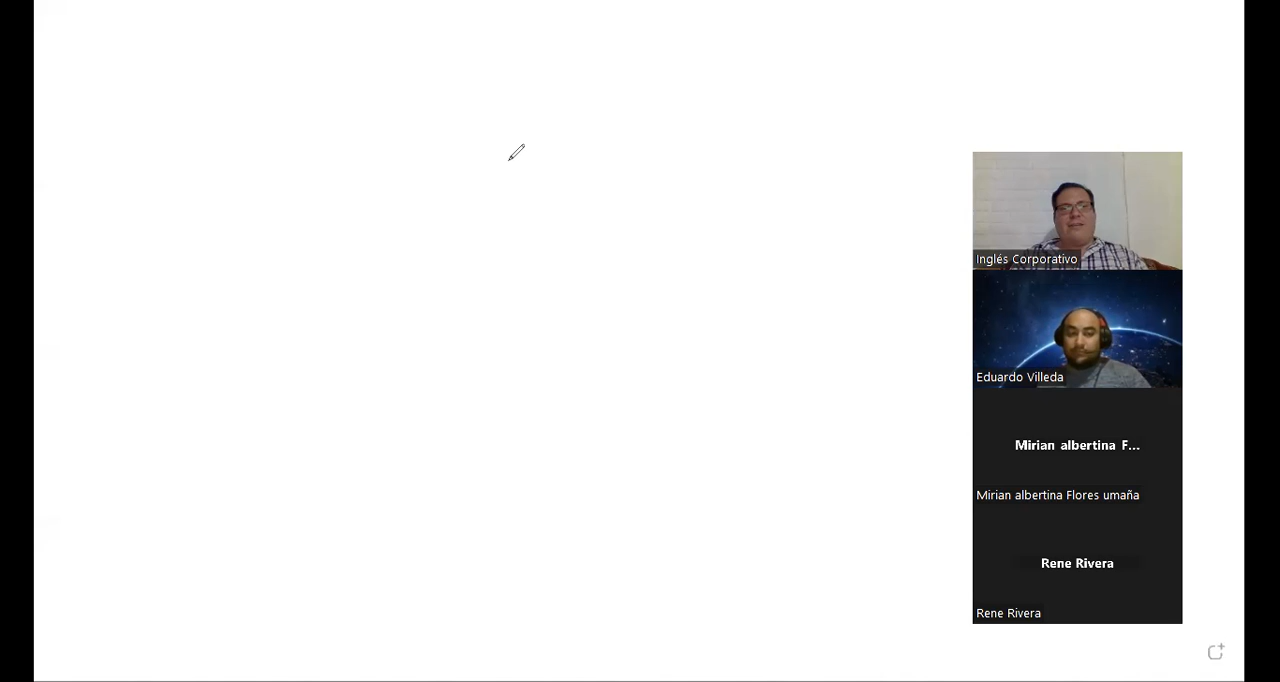 Inglés Corporativo
Eduardo Villeda
Mirian albertina F...
Mirian albertina Flores umaña
Rene Rivera
Rene Rivera